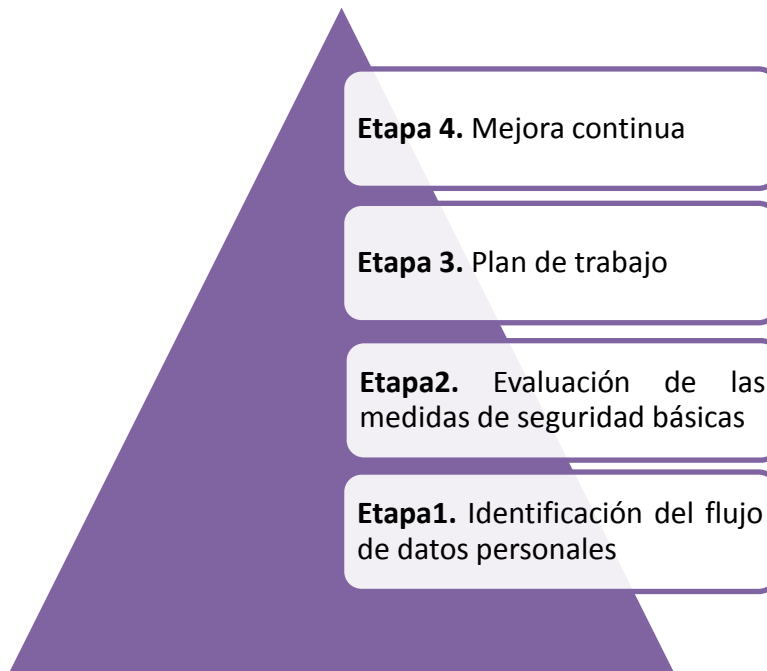 Etapa 4. Mejora continua
Etapa 3. Plan de trabajo
Etapa2. Evaluación de las
medidas de seguridad básicas
Etapa1. Identificación del flujo
de datos personales